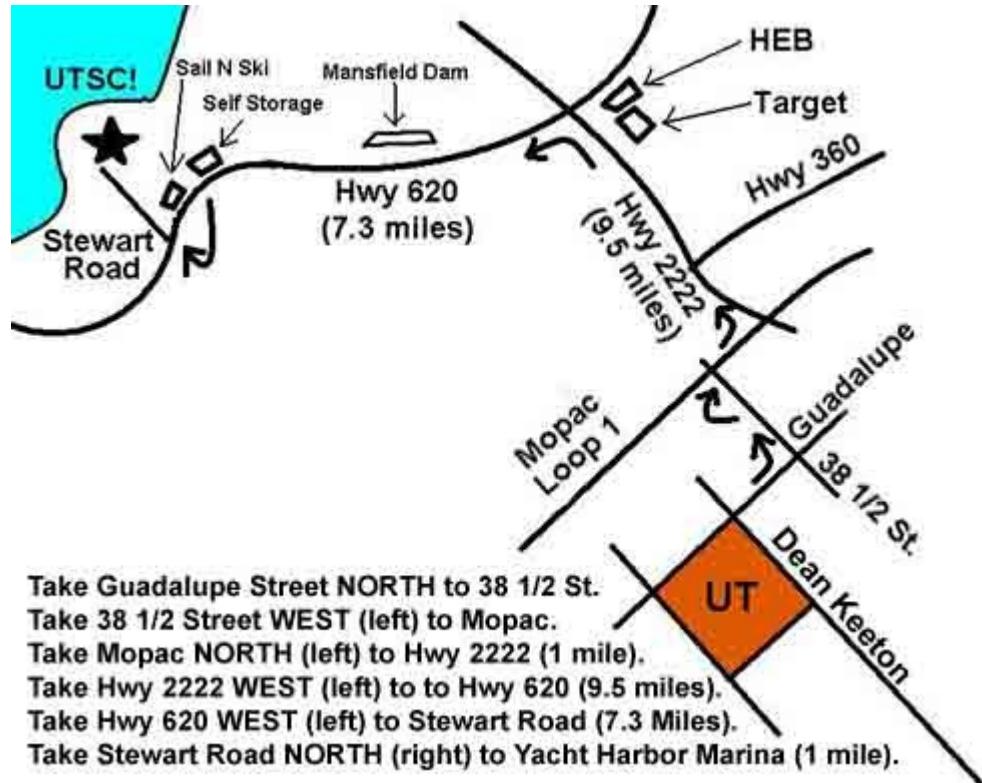 UTSC!
Sail N Ski
Self Storage
Mansfield Dam
HEB
Target
Hwy 360
Hwy 620
(7.3 miles)
Hwy 2222
(9.5 miles)
Stewart
Road
Mopac
Loop 1
Guadalupe
38 1/2 St.
Dean Keeton
UT
Take Guadalupe Street NORTH to 38 1/2 St.
Take 38 1/2 Street WEST (left) to Mopac.
Take Mopac NORTH (left) to Hwy 2222 (1 mile).
Take Hwy 2222 WEST (left) to to Hwy 620 (9.5 miles).
Take Hwy 620 WEST (left) to Stewart Road (7.3 Miles).
Take Stewart Road NORTH (right) to Yacht Harbor Marina (1 mile).